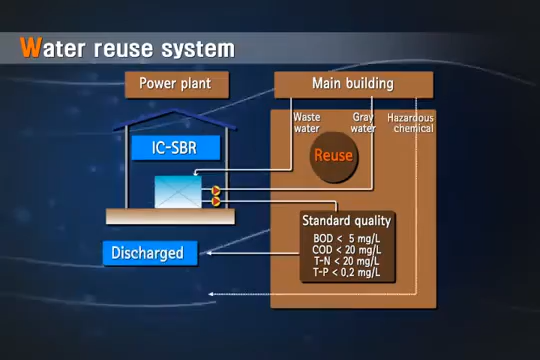 Water reuse system
Power plant
Main building
Waste
water
Gray
water
Hazardous
chemical
IC-SBR
Reuse
Standard quality
BOD < 5 mg/L
COD < 20 mg/L
T-N < 20 mg/L
T-P < 0,2 mg/L
Discharged